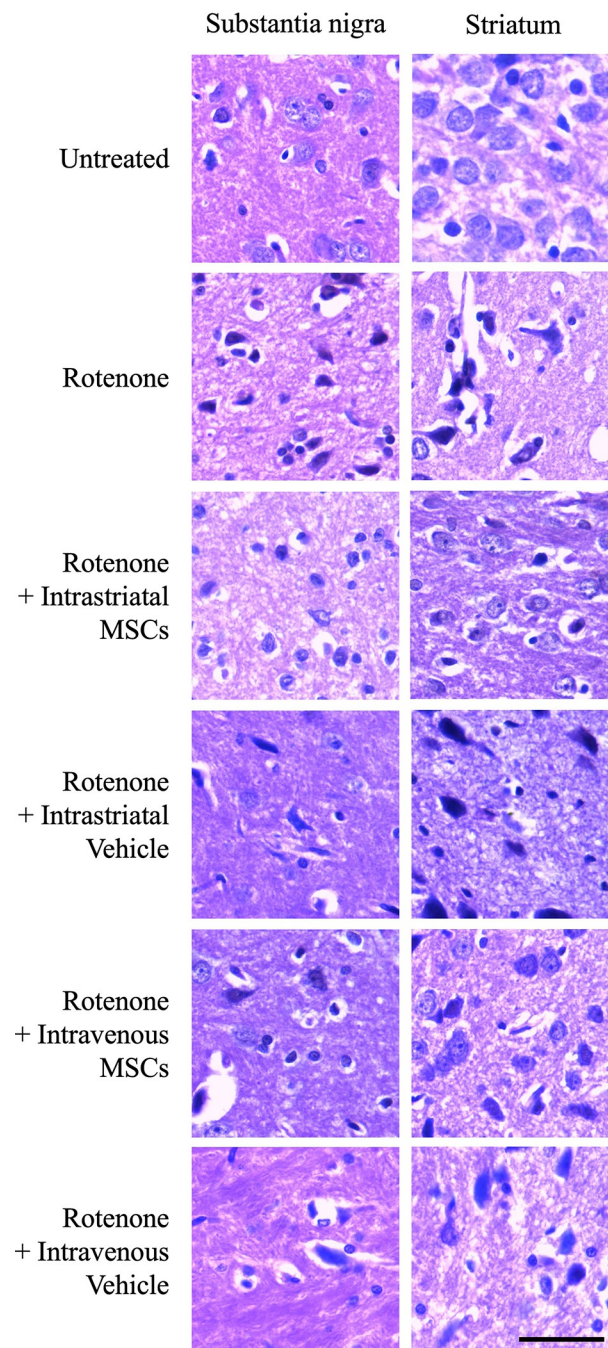 Substantia nigra
Striatum
Untreated
Rotenone
Rotenone
+ Intrastriatal
MSCs
Rotenone
+ Intrastriatal
Vehicle
Rotenone
+ Intravenous
MSCs
Rotenone
+ Intravenous
Vehicle